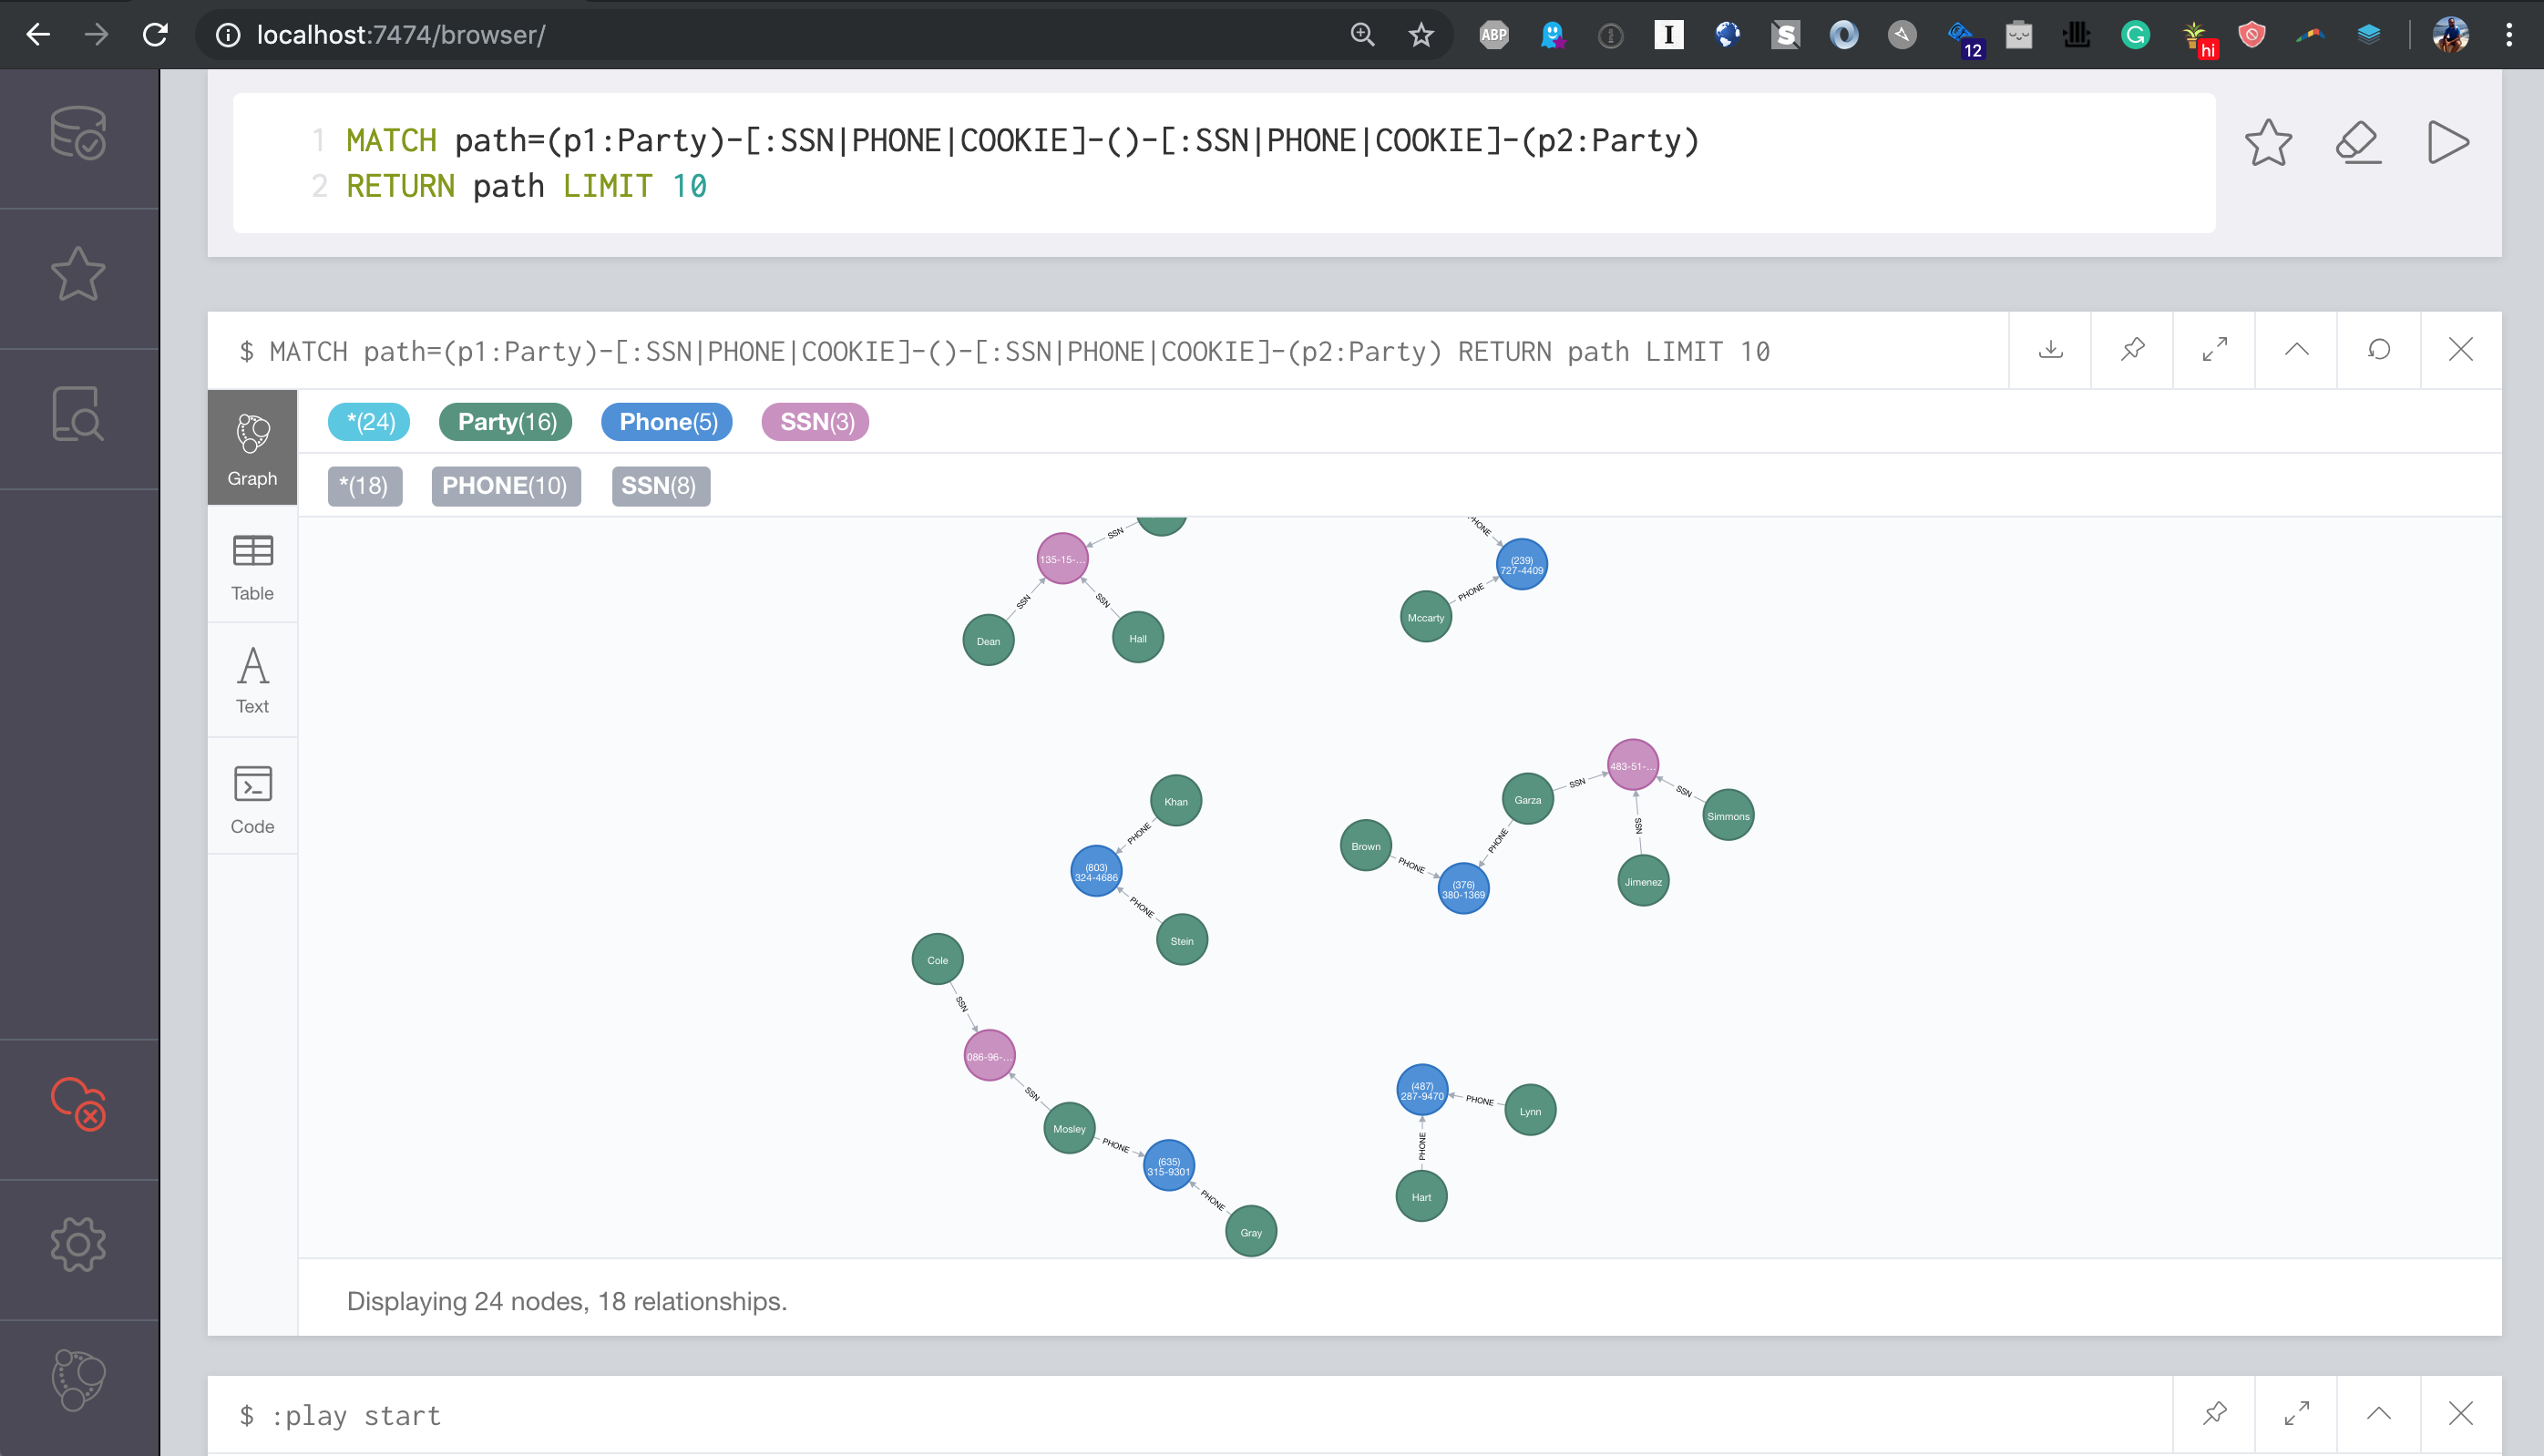 localhost:7474/browser/
ABP
I
S
12
G
hi
1 MATCH path=(p1:Party)-[:SSN|PHONE|COOKIE]-()-[:SSN|PHONE|COOKIE]-(p2:Party)
2 RETURN path LIMIT 10
$ MATCH path=(p1:Party)-[:SSN|PHONE|COOKIE]-()-[:SSN|PHONE|COOKIE]-(p2:Party) RETURN path LIMIT 10
*(24) Party(16) Phone(5) SSN(3)
*(18) PHONE(10) SSN(8)
Graph
Table
Text
Code
SSN
135-15-...
SSN
SSN
Dean
Hall
PHONE
(239)
727-4409
PHONE
Mccarty
Khan
PHONE
(803)
324-4686
PHONE
Stein
483-51-...
SSN
Garza
SSN
Simmons
SSN
Jimenez
PHONE
Brown
PHONE
(376)
380-1369
Cole
SSN
086-96-...
SSN
Mosley
PHONE
(635)
315-9301
PHONE
Gray
(487)
287-9470
PHONE
Lynn
PHONE
Hart
Displaying 24 nodes, 18 relationships.
$ :play start